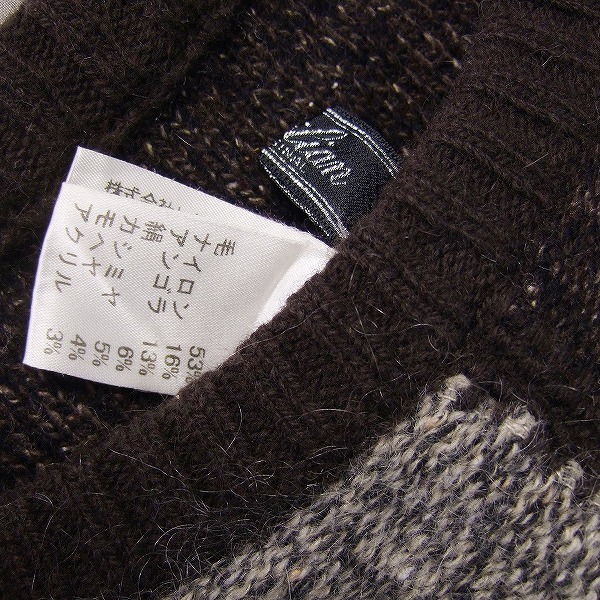 毛 53%
ナイロン 16%
アンゴラ 13%
絹 6%
カシミヤ 5%
モヘヤ 4%
アクリル 3%